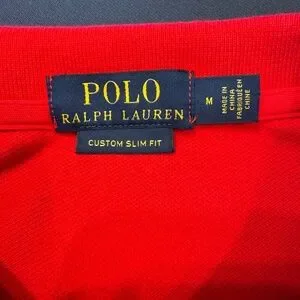 POLO
RALPH LAUREN
CUSTOM SLIM FIT
M
MADE IN
CHINA
FABRIQUÉ EN
CHINE